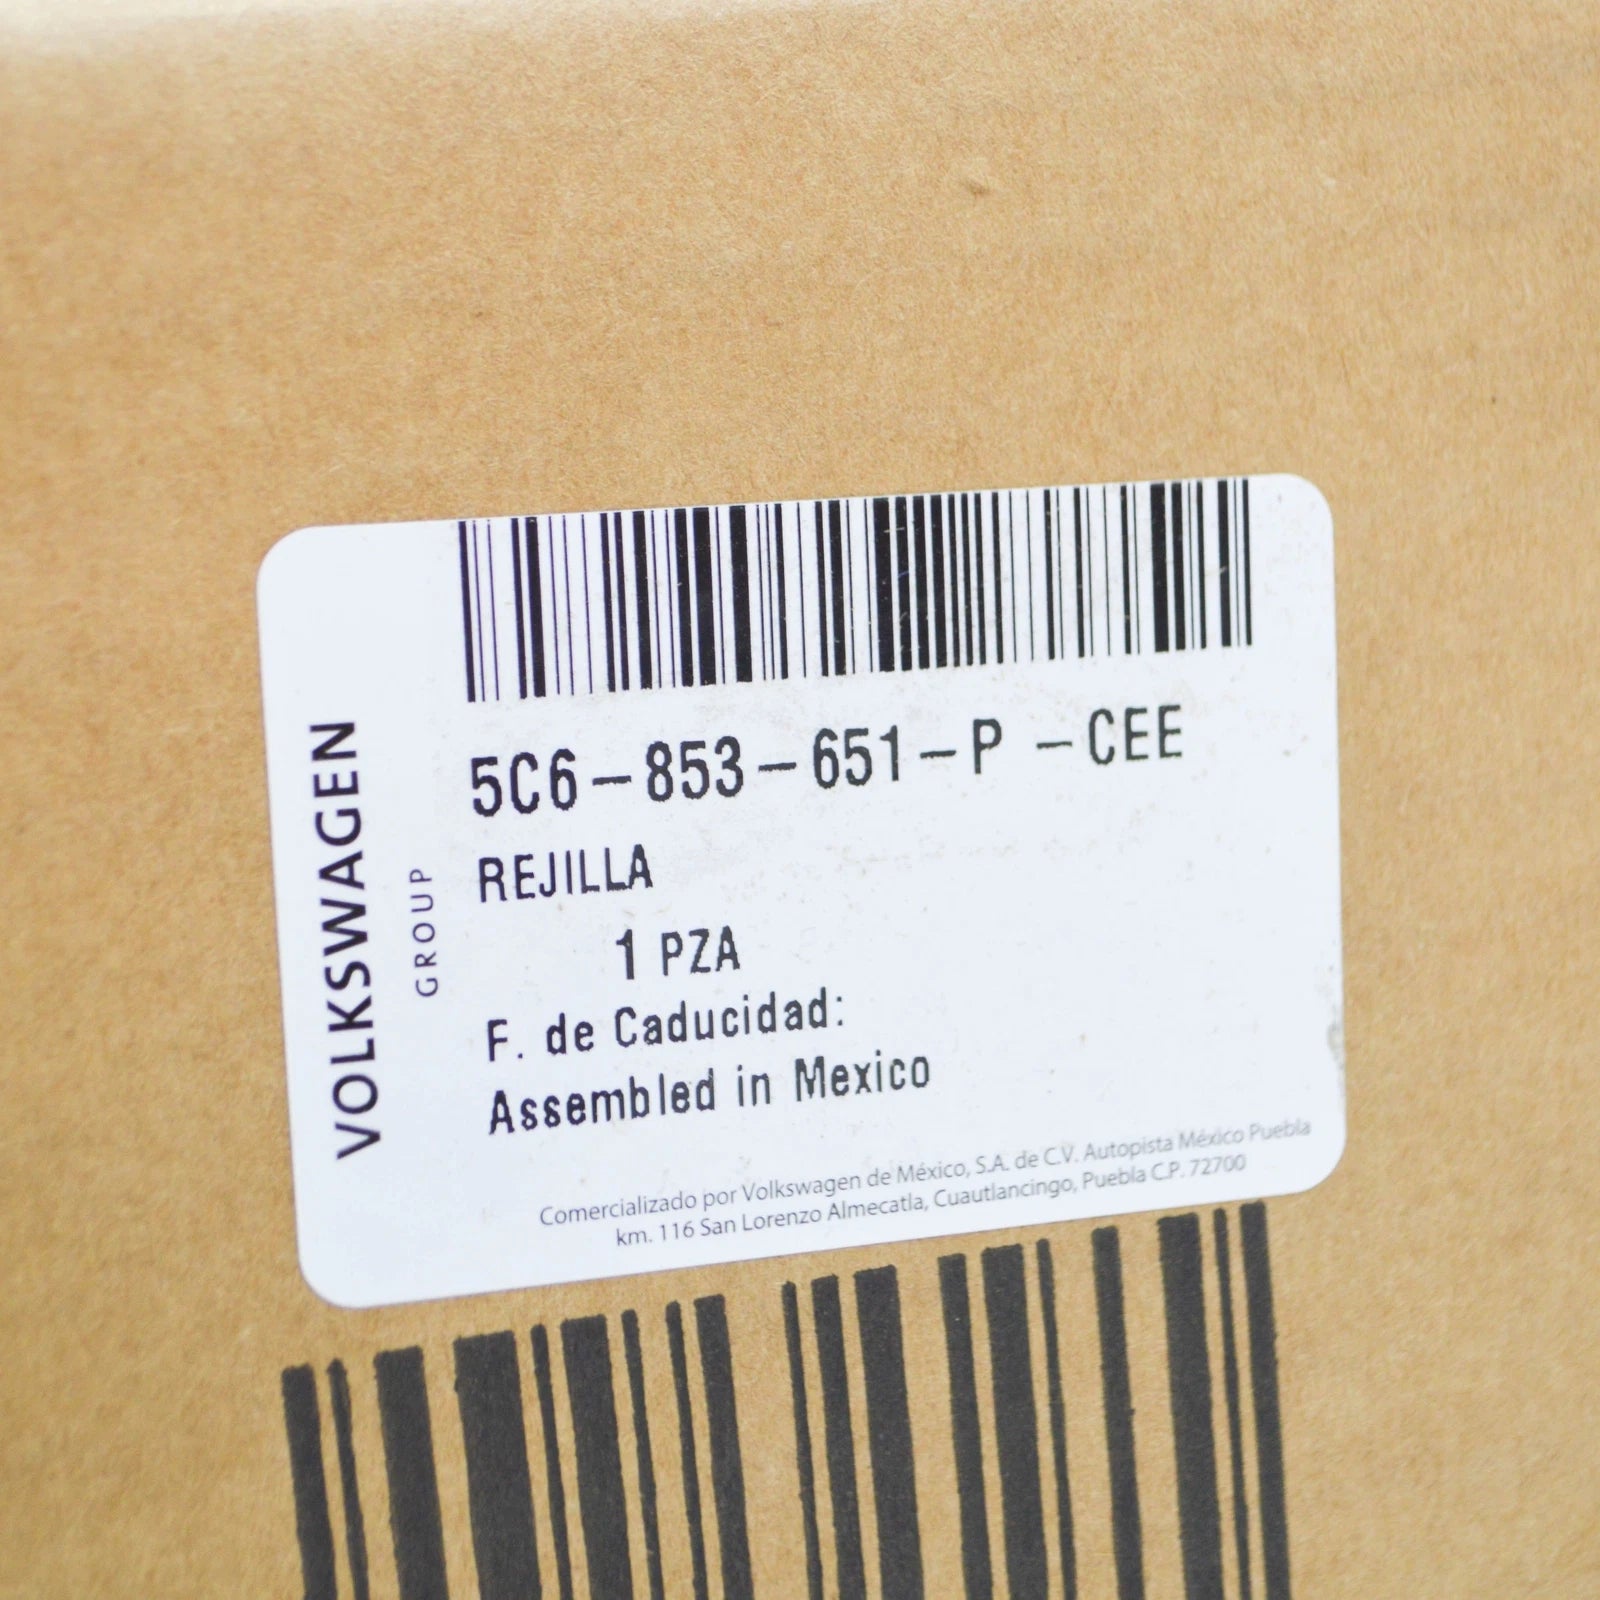 VOLKSWAGEN
GROUP
5C6-853-651-P -CEE
REJILLA
1 PZA
F. de Caducidad:
Assembled in Mexico
Comercializado por Volkswagen de México, S.A. de C.V. Autopista México Puebla
km. 116 San Lorenzo Almecatla, Cuautlancingo, Puebla C.P. 72700